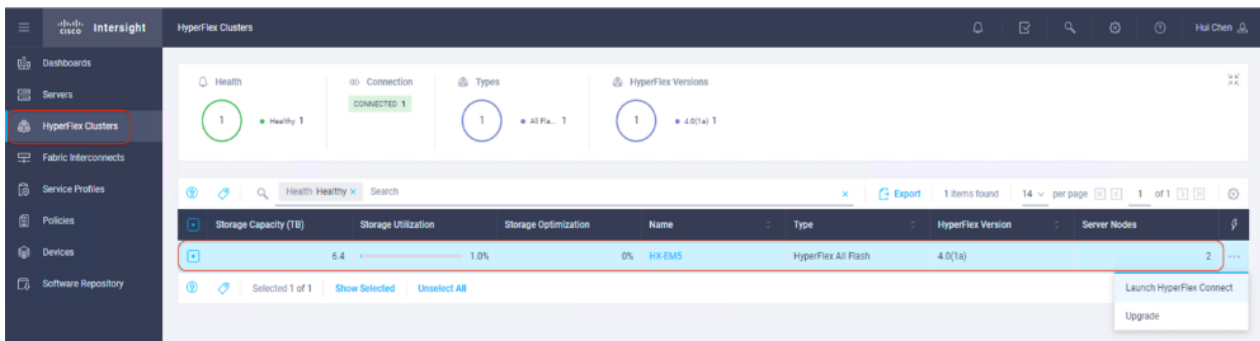 cisco Intersight
HyperFlex Clusters
Hui Chen
Dashboards
Servers
HyperFlex Clusters
Fabric Interconnects
Service Profiles
Policies
Devices
Software Repository
Health
1
Healthy 1
Connection
CONNECTED 1
Types
1
All Fla... 1
HyperFlex Versions
1
4.0(1a) 1
Health Healthy × Search × Export 1 items found 14 per page 1 of 1
Storage Capacity (TB) Storage Utilization Storage Optimization Name Type HyperFlex Version Server Nodes
6.4 1.0% 0% HX-EM5 HyperFlex All Flash 4.0(1a) 2 ...
Selected 1 of 1 Show Selected Unselect All
Launch HyperFlex Connect
Upgrade